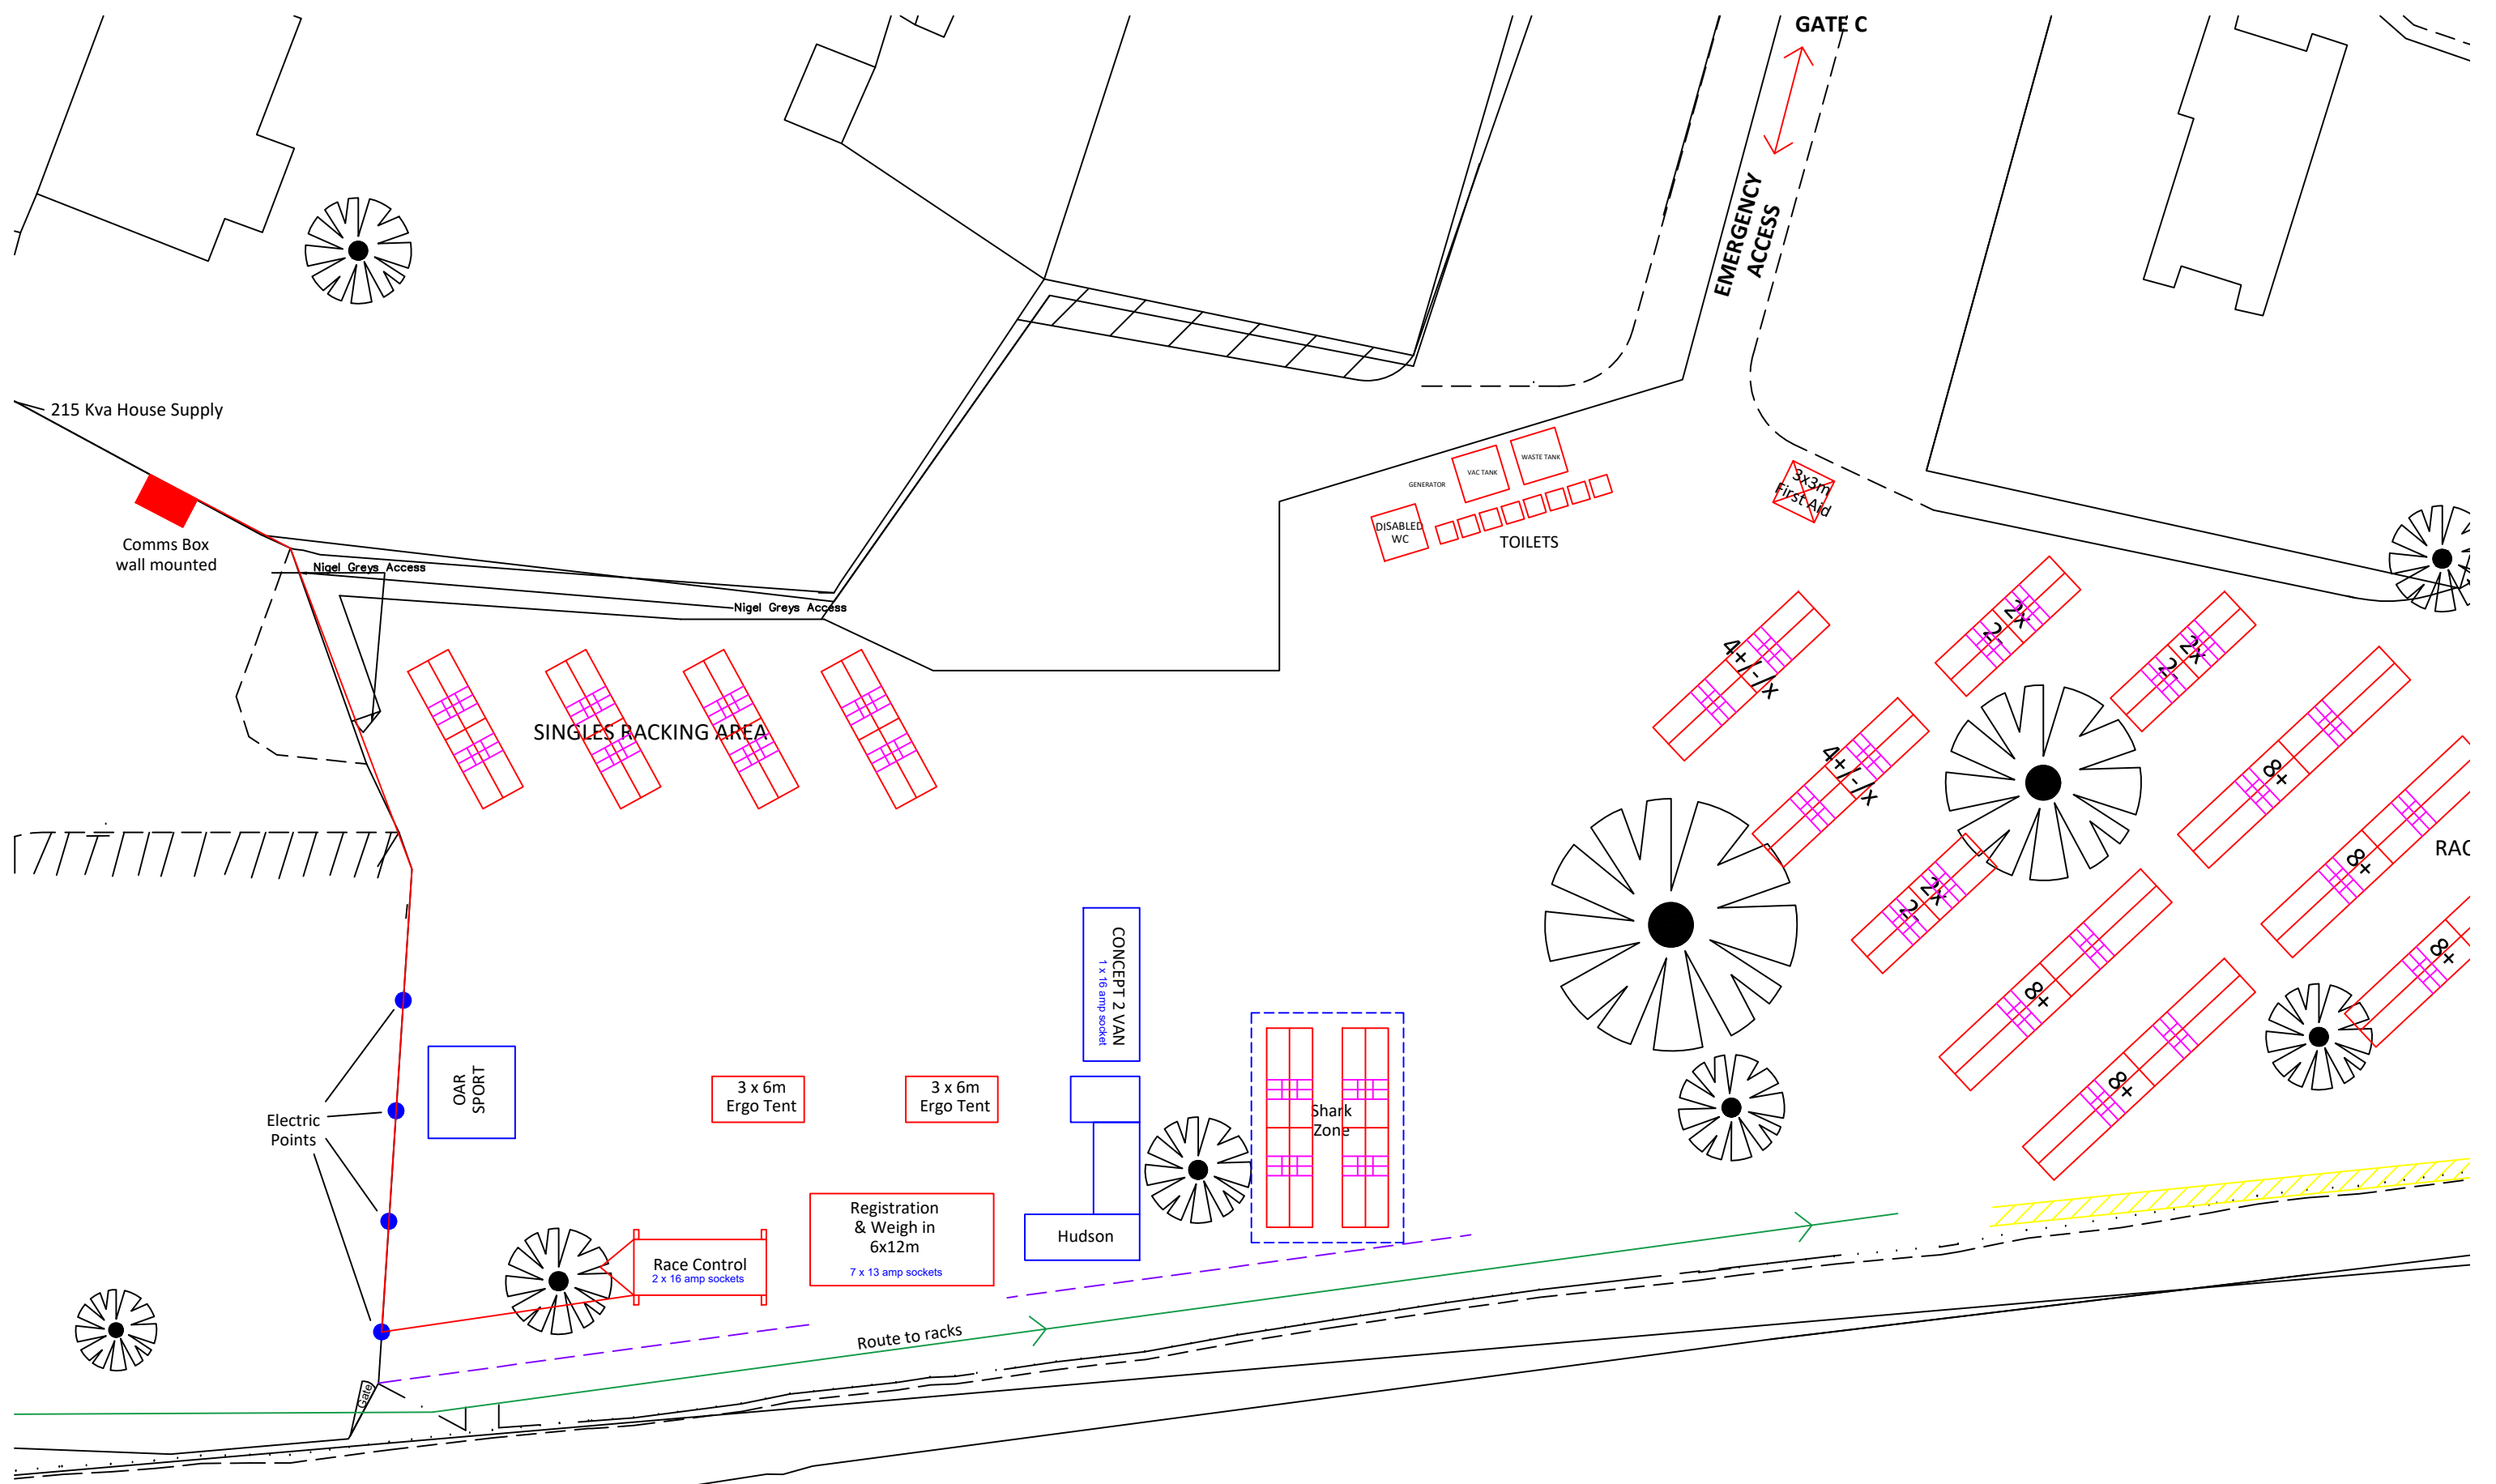 GATE C
EMERGENCY
ACCESS
215 Kva House Supply
Comms Box
wall mounted
Nigel Greys Access
Nigel Greys Access
WASTE TANK
VAC TANK
GENERATOR
DISABLED
WC
TOILETS
3x3m
First Aid
SINGLES RACKING AREA
4+/-/x
4+/-/x
2x
2x
2x
8+
8+
8+
8+
8+
CONCEPT 2 VAN
1 x 16 amp socket
OAR
SPORT
3 x 6m
Ergo Tent
3 x 6m
Ergo Tent
Electric
Points
Shark
Zone
Registration
& Weigh in
6x12m
7 x 13 amp sockets
Hudson
Race Control
2 x 16 amp sockets
Route to racks
Gate